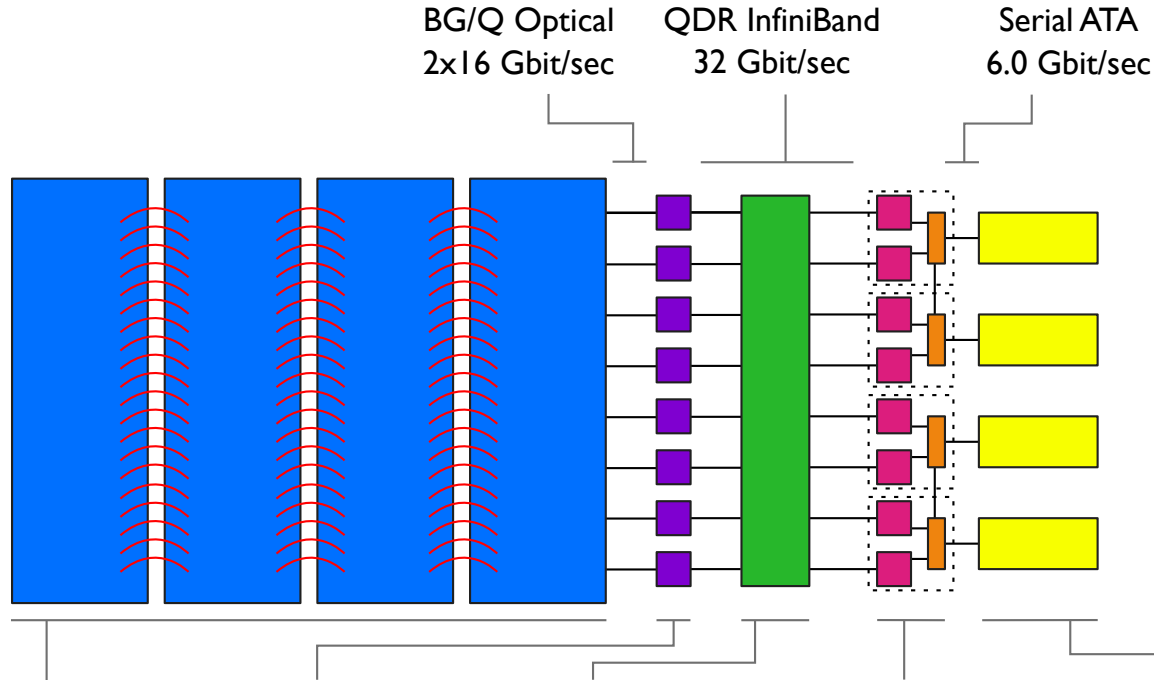 BG/Q Optical
2x16 Gbit/sec
QDR InfiniBand
32 Gbit/sec
Serial ATA
6.0 Gbit/sec